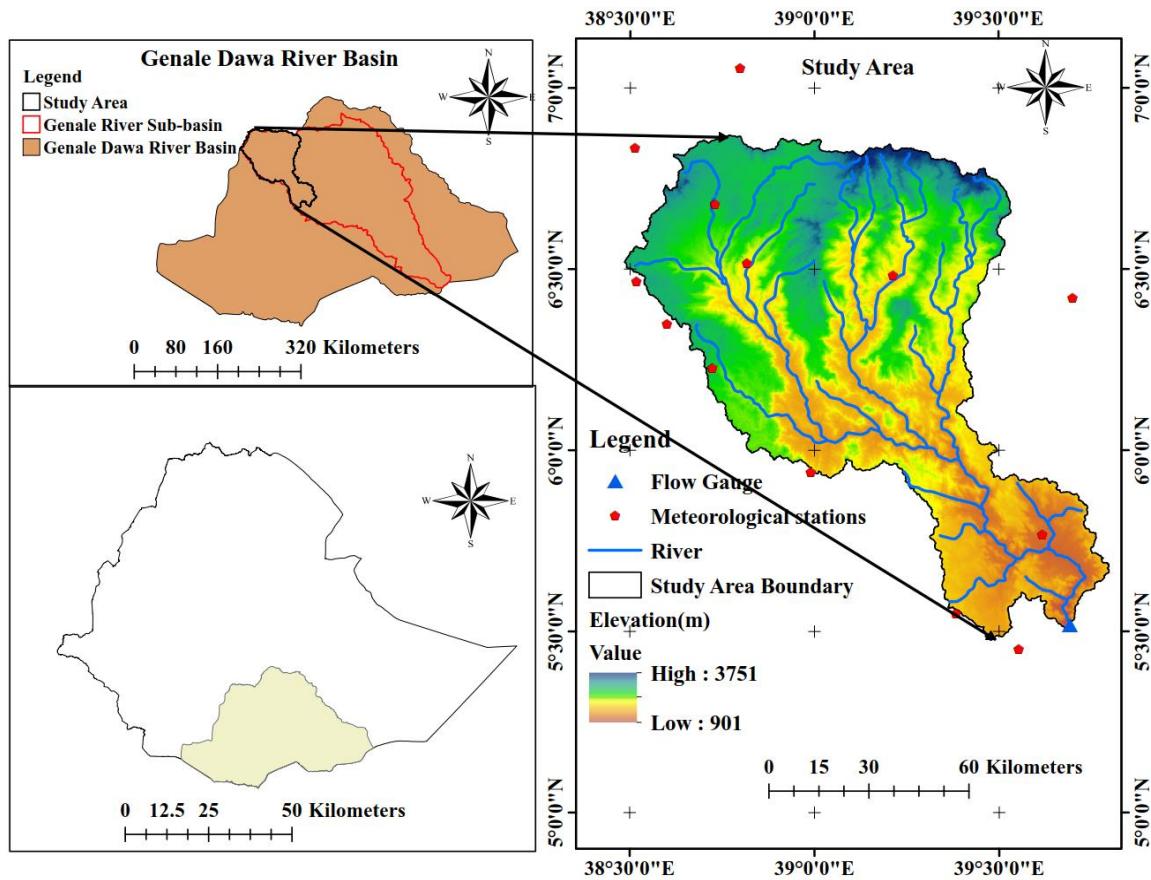 Genale Dawa River Basin
Legend
Study Area
Genale River Sub-basin
Genale Dawa River Basin
N
W E
S
0 80 160 320 Kilometers
N
W E
S
0 12.5 25 50 Kilometers
38°30'0"E 39°0'0"E 39°30'0"E
Study Area
N
W E
S
7°0'0"N
7°0'0"N
6°30'0"N
6°30'0"N
6°0'0"N
6°0'0"N
5°30'0"N
5°30'0"N
5°0'0"N
5°0'0"N
Legend
Flow Gauge
Meteorological stations
River
Study Area Boundary
Elevation(m)
Value
High : 3751
Low : 901
0 15 30 60 Kilometers
38°30'0"E 39°0'0"E 39°30'0"E